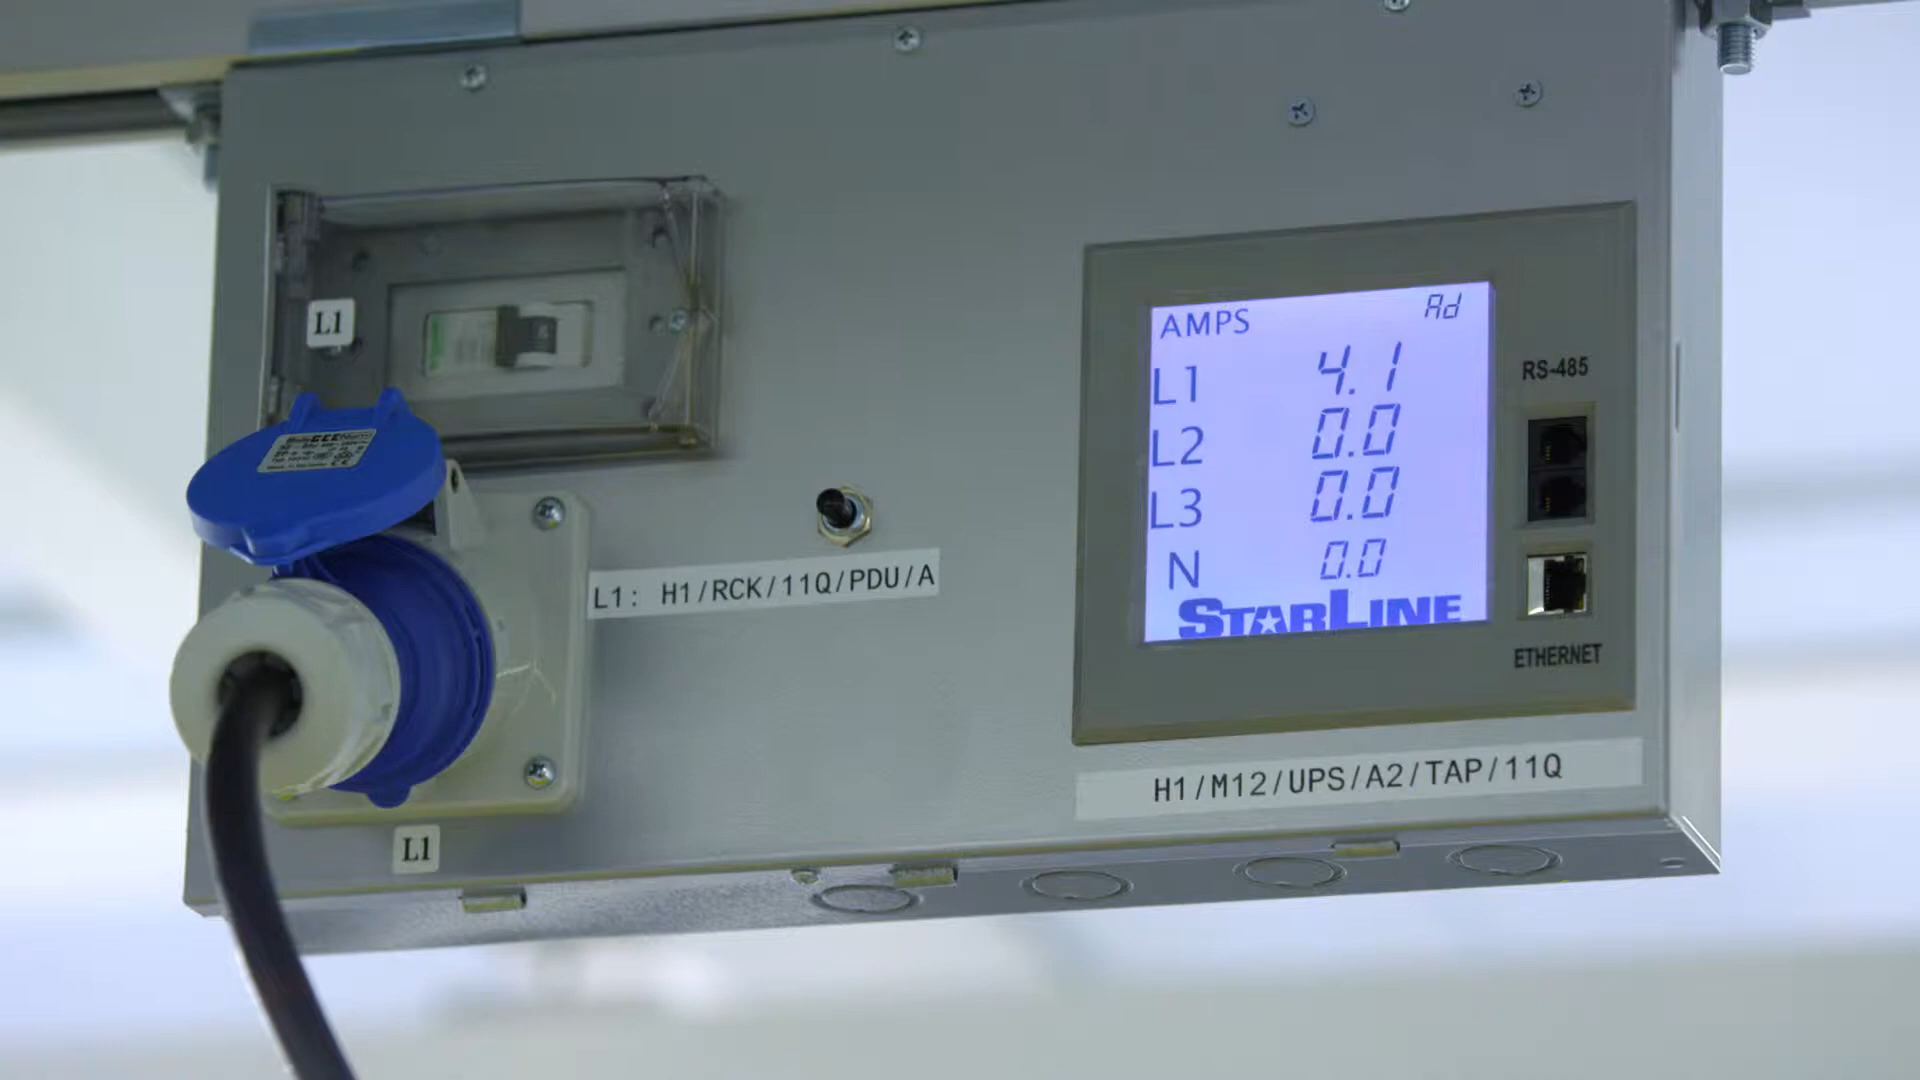 L1
AMPS Ad
L1 4.1
L2 0.0
L3 0.0
N 0.0
STARLINE
RS-485
ETHERNET
L1: H1/RCK/11Q/PDU/A
H1/M12/UPS/A2/TAP/11Q
L1